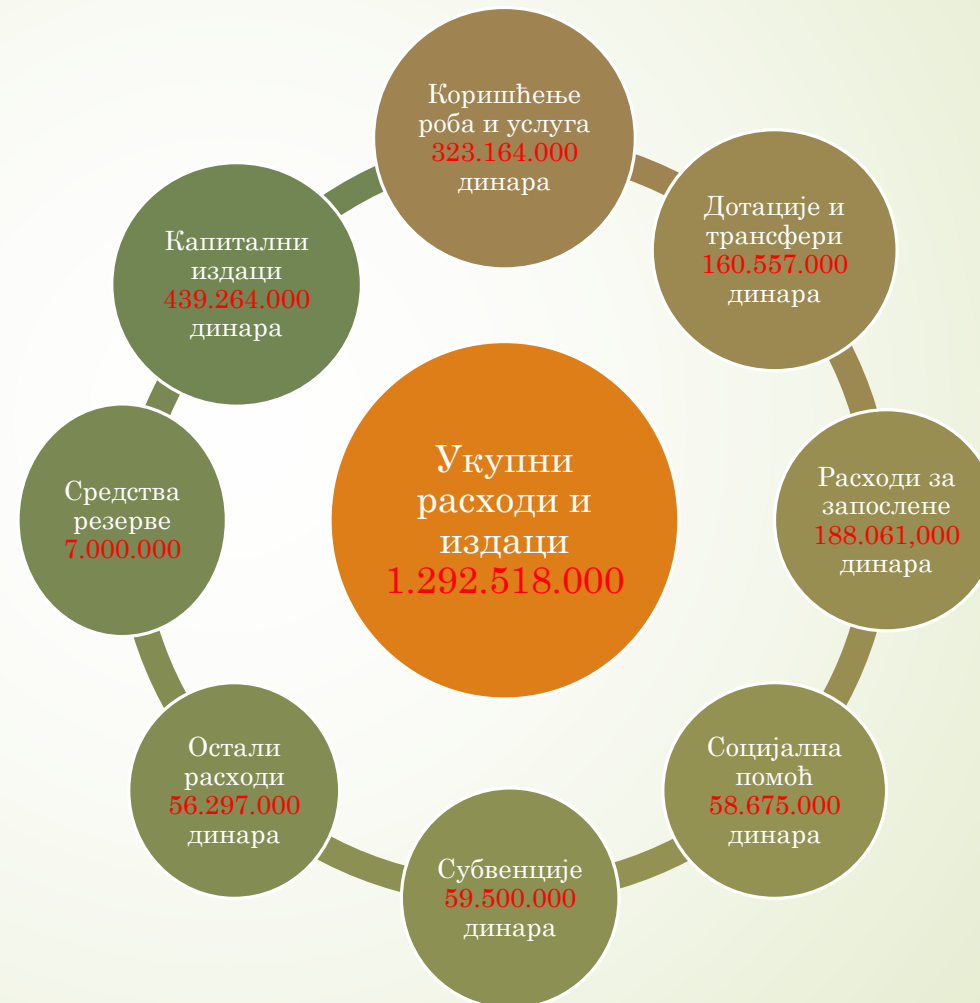 Коришћење
роба и услуга
323.164.000
динара
Дотације и
трансфери
160.557.000
динара
Расходи за
запослене
188.061,000
динара
Социјална
помоћ
58.675.000
динара
Субвенције
59.500.000
динара
Остали
расходи
56.297.000
динара
Средства
резерве
7.000.000
Капитални
издаци
439.264.000
динара
Укупни
расходи и
издаци
1.292.518.000